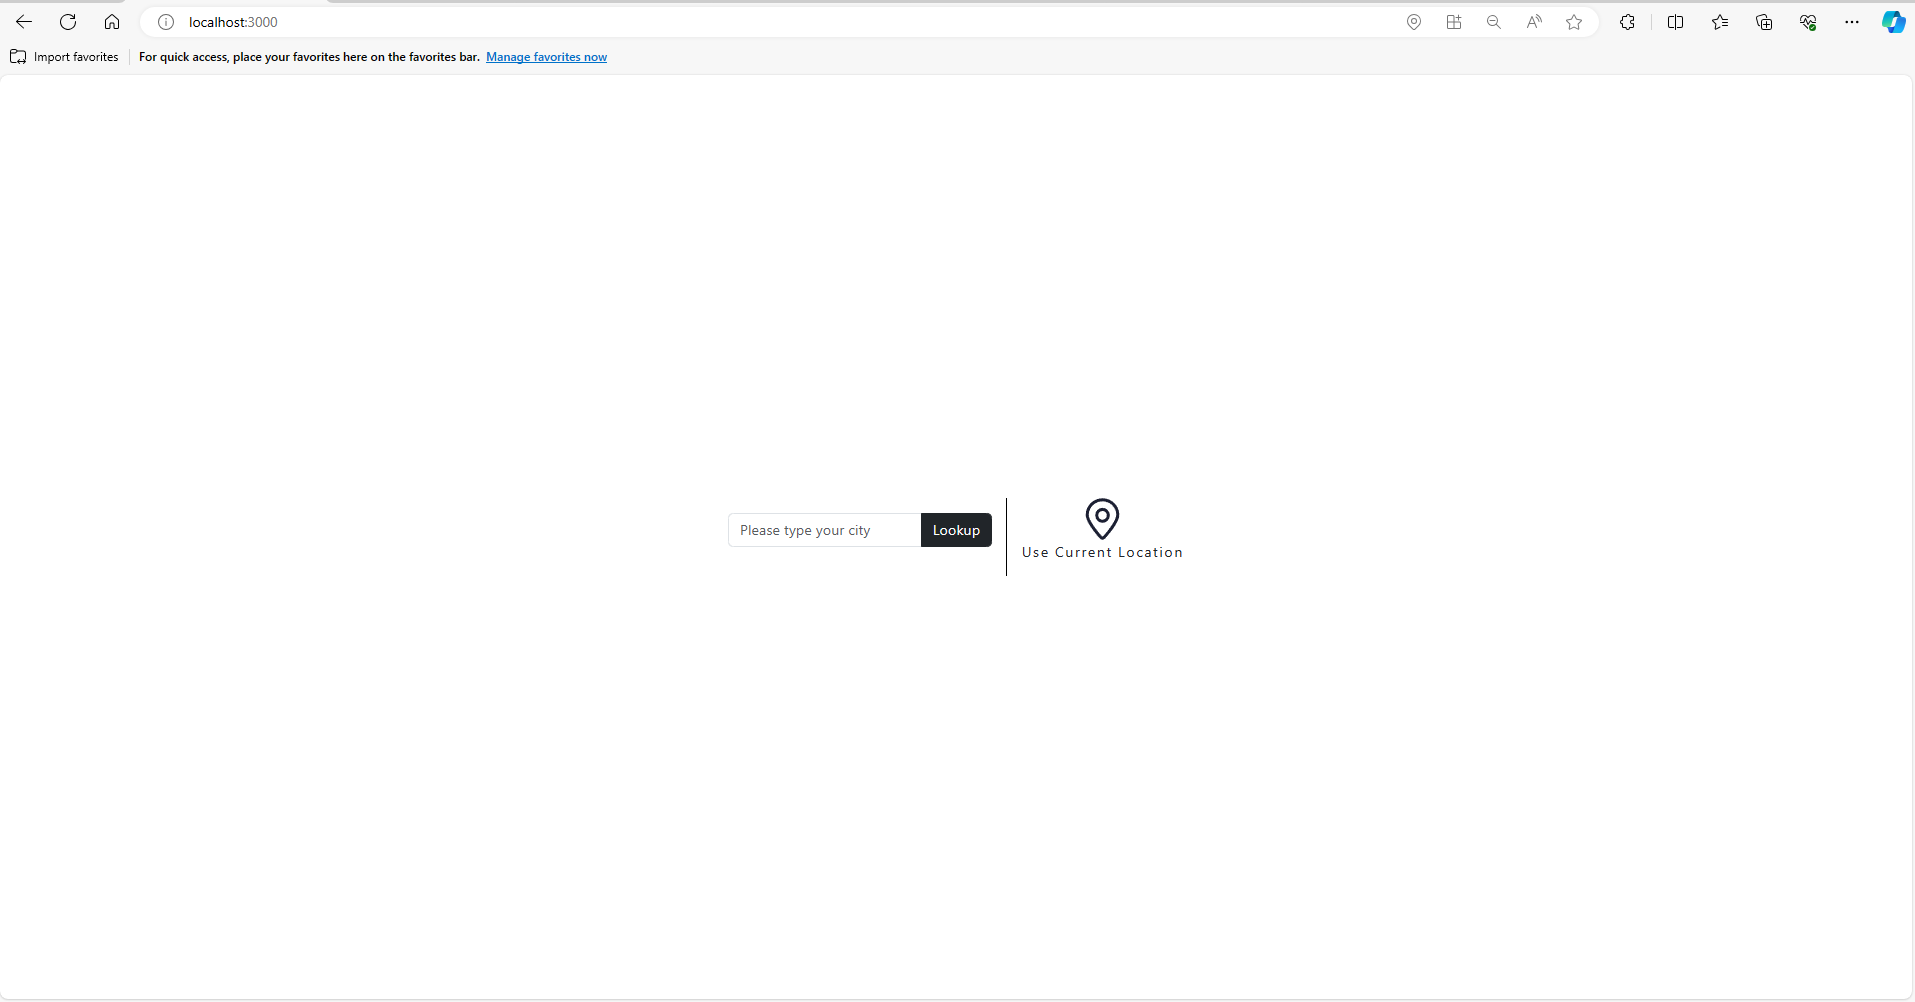 localhost:3000
Import favorites
For quick access, place your favorites here on the favorites bar. Manage favorites now
Please type your city
Lookup
Use Current Location